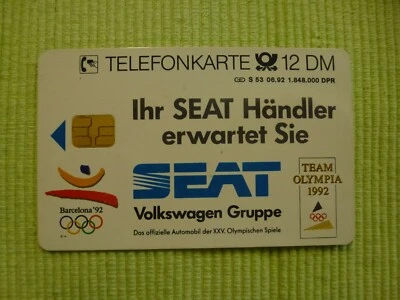 TELEFONKARTE 12 DM
S 53 06.92 1.648.000 DPR
Ihr SEAT Händler
erwartet Sie
SEAT
Volkswagen Gruppe
Das offizielle Automobil der XXV. Olympischen Spiele
Barcelona'92
TEAM
OLYMPIA
1992